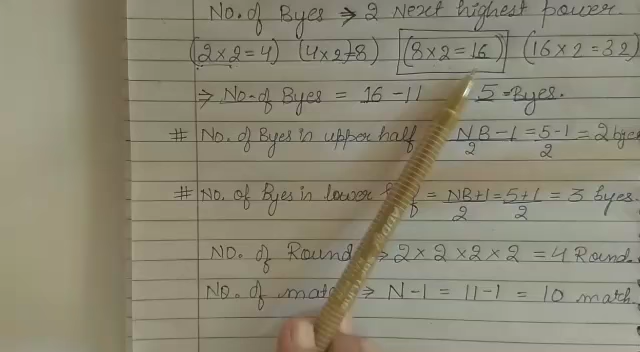 No. of Byes ⇒ 2 Next highest power.
(2×2=4) (4×2=8) (8×2=16) (16×2=32)
⇒ No. of Byes = 16-11 5 = Byes.
# No. of Byes in upper half NB-1/2 = 5-1/2 = 2 byes
# No. of Byes in lower = NB+1/2 = 5+1/2 = 3 byes.
No. of Round ⇒ 2×2×2×2 = 4 Round.
No. of match ⇒ N-1 = 11-1 = 10 match.